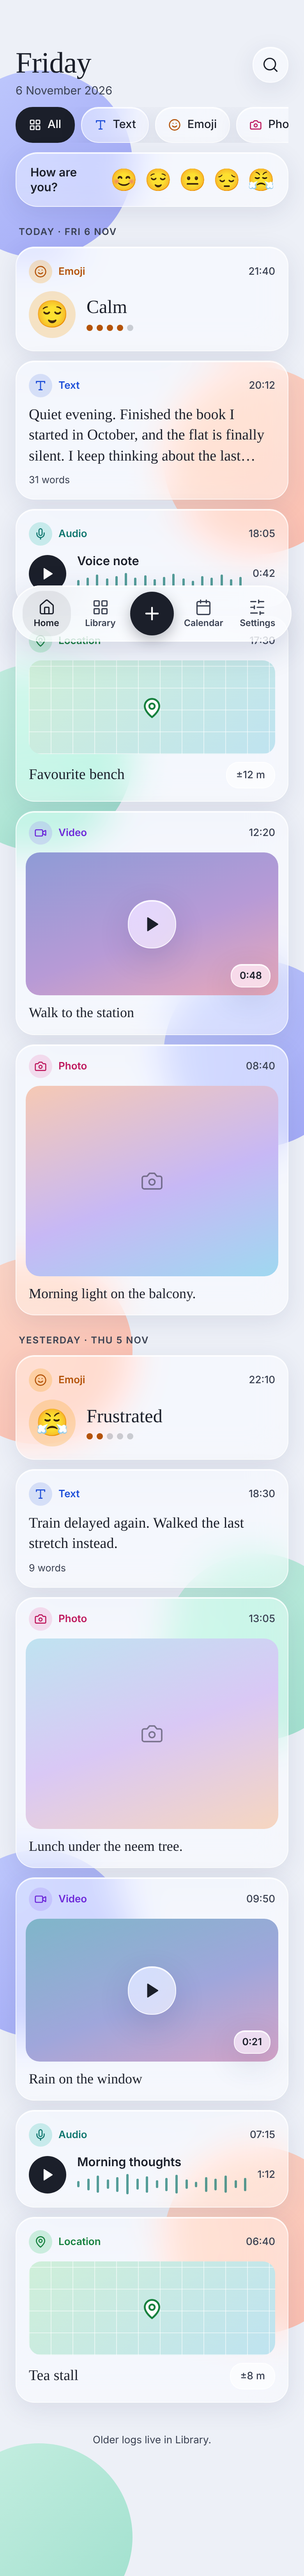 Friday
6 November 2026
All
Text
Emoji
Pho
How are
you?
TODAY · FRI 6 NOV
Emoji
21:40
Calm
Text
20:12
Quiet evening. Finished the book I
started in October, and the flat is finally
silent. I keep thinking about the last…
31 words
Audio
18:05
Voice note
0:42
Home
Library
Calendar
Settings
Location
17:30
Favourite bench
±12 m
Video
12:20
0:48
Walk to the station
Photo
08:40
Morning light on the balcony.
YESTERDAY · THU 5 NOV
Emoji
22:10
Frustrated
Text
18:30
Train delayed again. Walked the last
stretch instead.
9 words
Photo
13:05
Lunch under the neem tree.
Video
09:50
0:21
Rain on the window
Audio
07:15
Morning thoughts
1:12
Location
06:40
Tea stall
±8 m
Older logs live in Library.